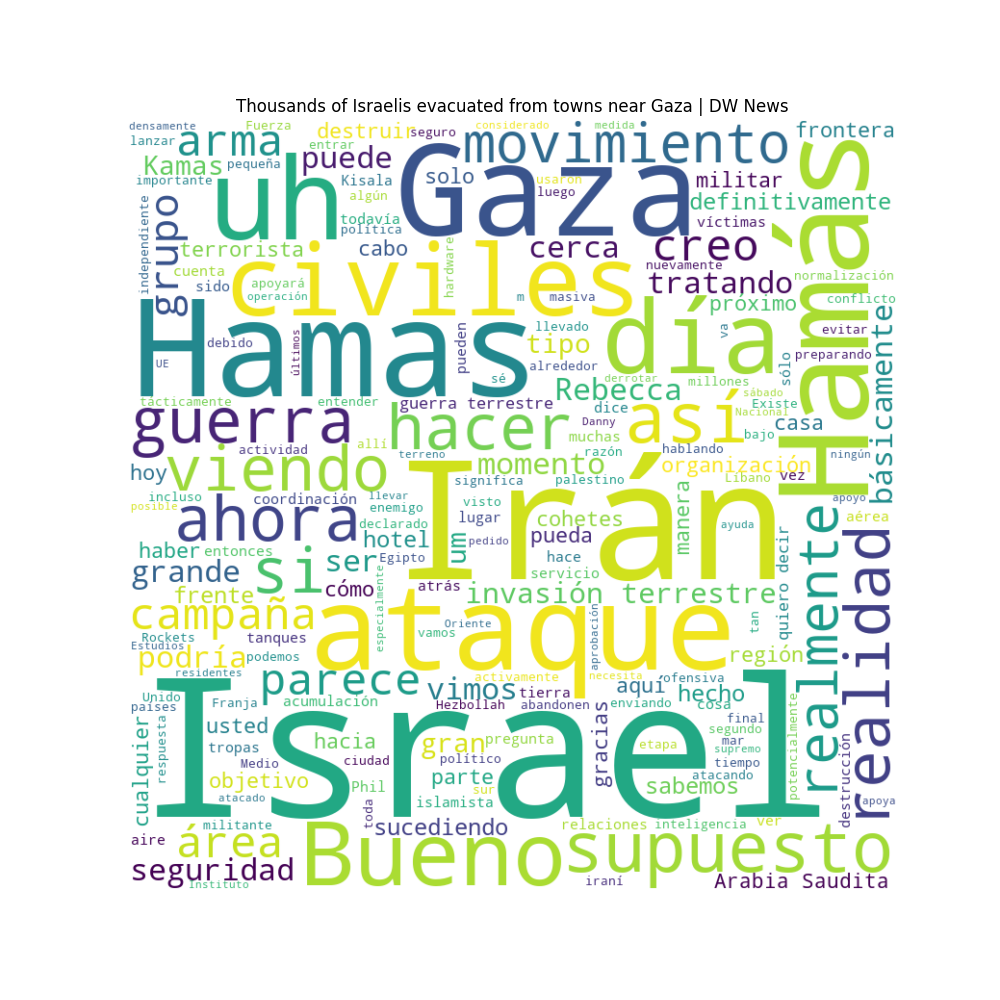 Thousands of Israelis evacuated from towns near Gaza | DW News
densamente
Fuerza
considerado
medida
lanzar
arma
destruir
seguro
movimiento
frontera
entrar
Kamas
pequeña
puede
uh
Gaza
Hamás
importante
Kisala
solo
usaron
militar
algún
luego
definitivamente
independiente
grupo
todavía
política
víctimas
terrorista
cabo
hardware
cerca
creo
cuenta
sido
apoyará
civiles
nuevamente
tratando
normalización
operación
m
masiva
próximo
conflicto
Hamas
día
UE
debido
últimos
pueden
llevado
tipo
va
evitar
básicamente
alrededor
sólo
preparando
sé
derrotar
millones
tácticamente
entender
guerra terrestre
Rebecca
sábado
dice
Existe
guerra
hacer
Danny
así
Nacional
casa
actividad
allí
terreno
muchas
razón
hablando
bajo
ningún
hoy
viendo
momento
organización
Líbano
vez
apoyo
significa
palestino
incluso
coordinación
llevar
visto
Irán
manera
posible
ahora
enemigo
declarado
lugar
cohetes
ayuda
aérea
haber
entonces
si
ser
hotel
Egipto
um
pedido
pueda
hace
realmente
realidad
quiero decir
grande
cómo
atrás
servicio
frente
invasión terrestre
campaña
especialmente
ataque
aprobación
tan
Rockets
Estudios
tanques
vamos
Oriente
podría
podemos
región
residentes
parece
activamente
necesita
ofensiva
vimos
tierra
aquí
hecho
Unido
Franja
acumulación
Hezbollah
abandonen
enviando
cosa
países
usted
gracias
final
potencialmente
cualquier
respuesta
segundo
tropas
hacia
gran
pregunta
etapa
mar
supremo
Medio
ciudad
político
tiempo
destrucción
objetivo
Phil
parte
sur
sabemos
atacando
apoya
atacado
islamista
Israel
militante
toda
sucediendo
relaciones
inteligencia
ver
aire
área
Bueno
supuesto
seguridad
Instituto
iraní
Arabia Saudita